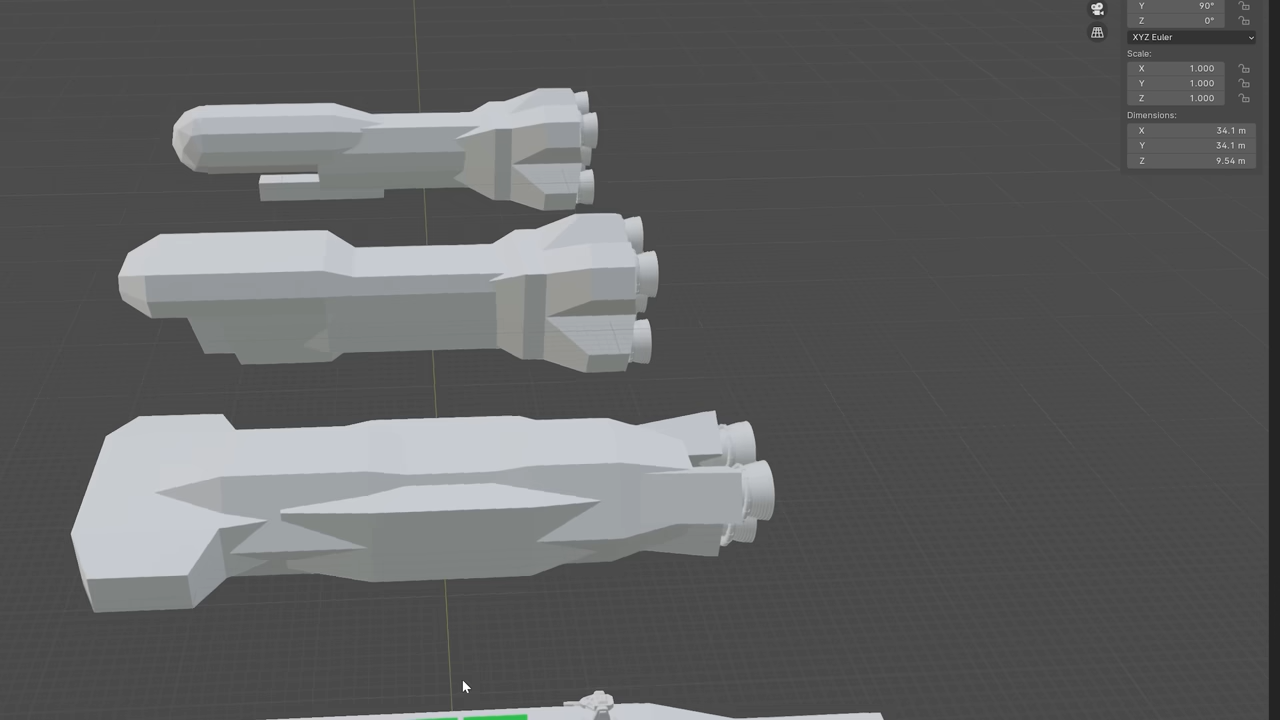 Y 90°
Z 0°
XYZ Euler
Scale:
X 1.000
Y 1.000
Z 1.000
Dimensions:
X 34.1 m
Y 34.1 m
Z 9.54 m